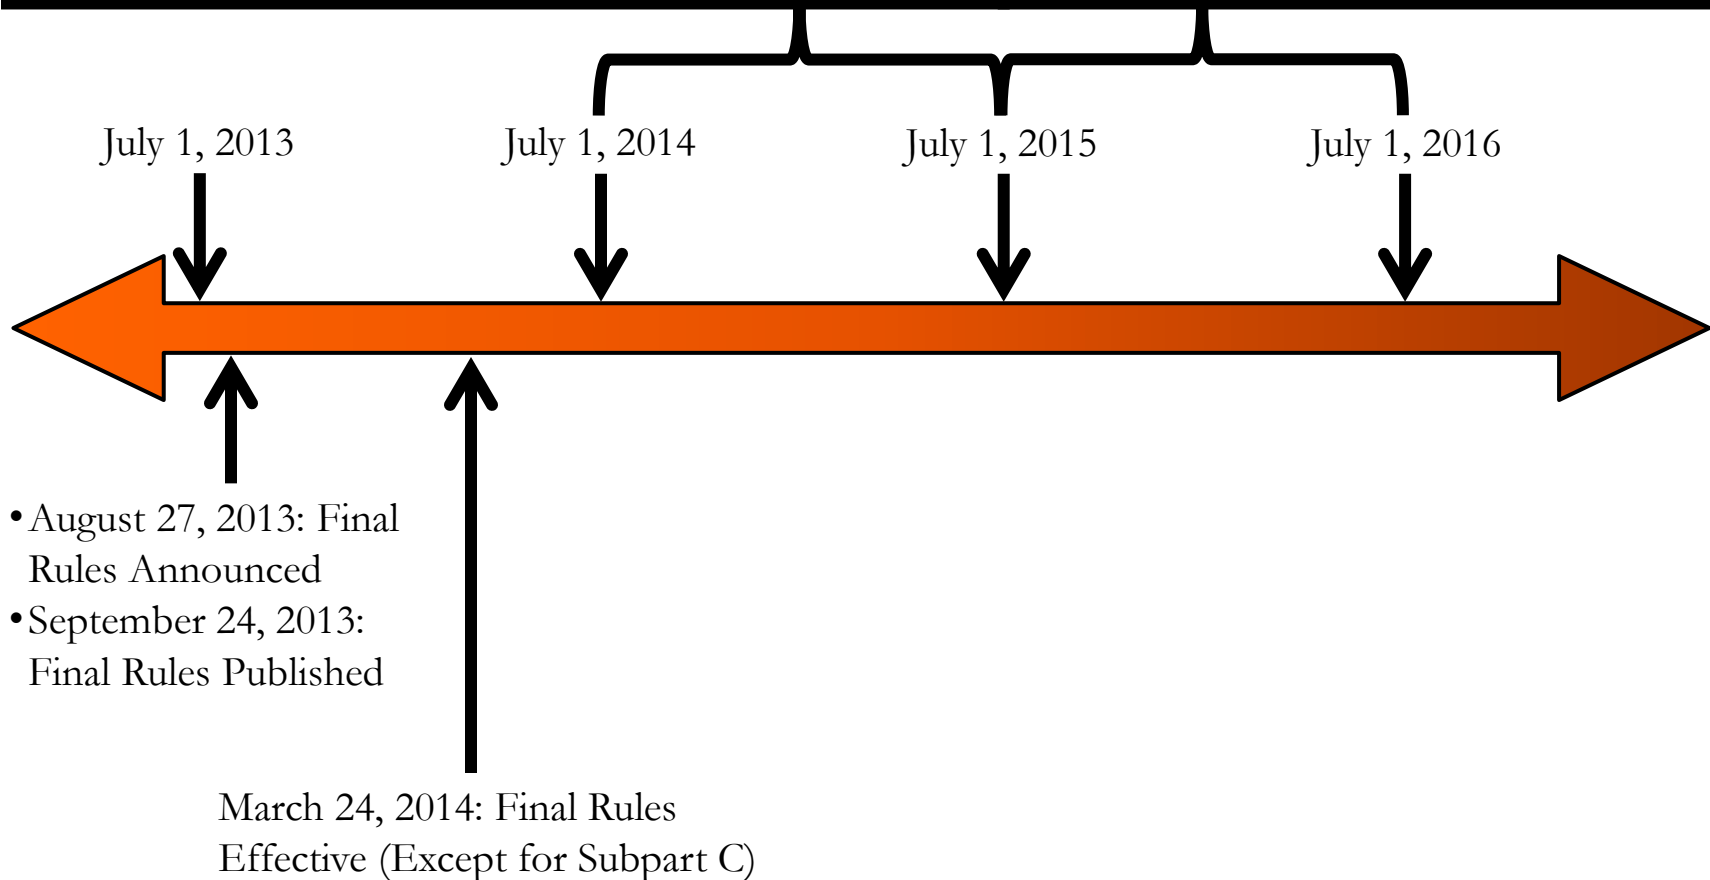 July 1, 2013
July 1, 2014
July 1, 2015
July 1, 2016
•August 27, 2013: Final
Rules Announced
•September 24, 2013:
Final Rules Published
March 24, 2014: Final Rules
Effective (Except for Subpart C)